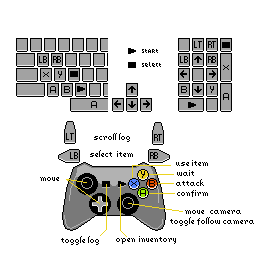 LT RT
START
LB RB
LB ↑ RB X
SELECT
X Y
← ↓ →
A B
B Y
↑
A
← ↓ →
A
LT
scroll log
RT
LB
select item
RB
use item
move
Y
wait
X
B
attack
A
confirm
move camera
toggle follow camera
toggle log
open inventory